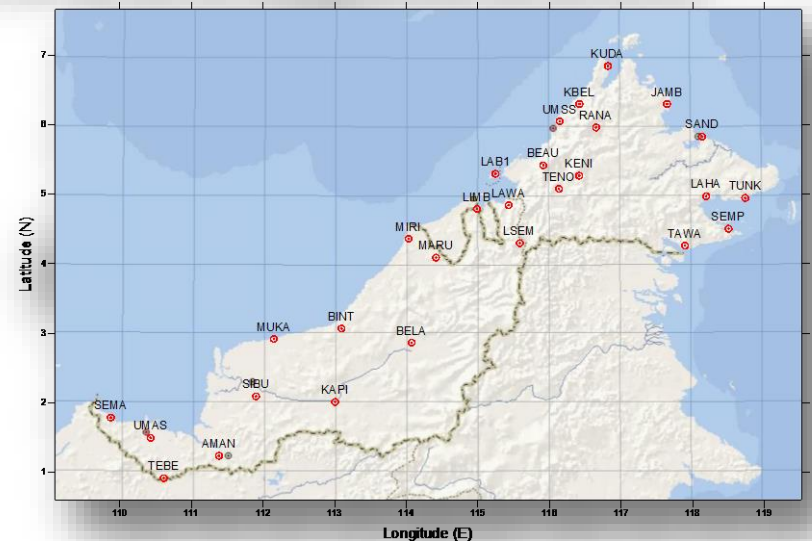 KUDA
7
KBEL
JAMB
UMSS
RANA
SAND
6
BEAU
KENI
LAB1
TENO
LAHA
TUNK
5
LIMB
LAWA
SEMP
MIRI
LSEM
TAWA
MARU
4
Latitude (N)
BINT
MUKA
BELA
3
SIBU
KAPI
2
SEMA
UMAS
AMAN
TEBE
1
110 111 112 113 114 115 116 117 118 119
Longitude (E)